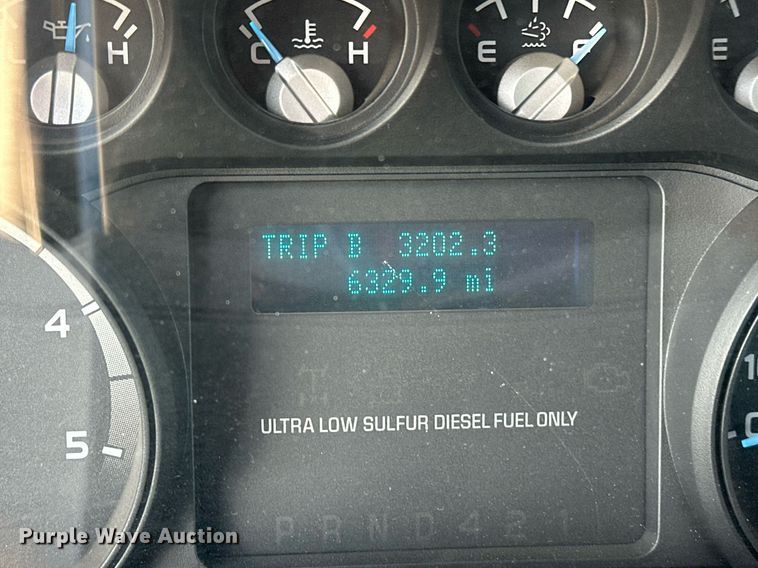 H C H E F E
TRIP B 3202.3
6329.9 mi
4
5
ULTRA LOW SULFUR DIESEL FUEL ONLY
P R N D 2 1
Purple Wave Auction